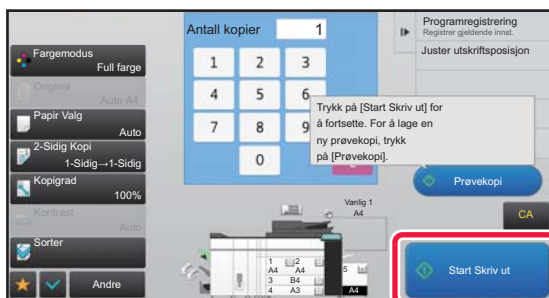 Antall kopier
1
Programregistrering
Registrer gjeldende innst.
Juster utskriftsposisjon
Fargemodus
Full farge
Original
Auto A4
Papir Valg
Auto
2-Sidig Kopi
1-Sidig→1-Sidig
Kopigrad
100%
Kontrast
Auto
Sorter
Andre
1 2 3
4 5 6
7 8 9
0
Trykk på [Start Skriv ut] for
å fortsette. For å lage en
ny prøvekopi, trykk
på [Prøvekopi].
Prøvekopi
Vanlig 1
A4
CA
Start Skriv ut
1 2
A4 A4
3 B4
4 A3
5
A4